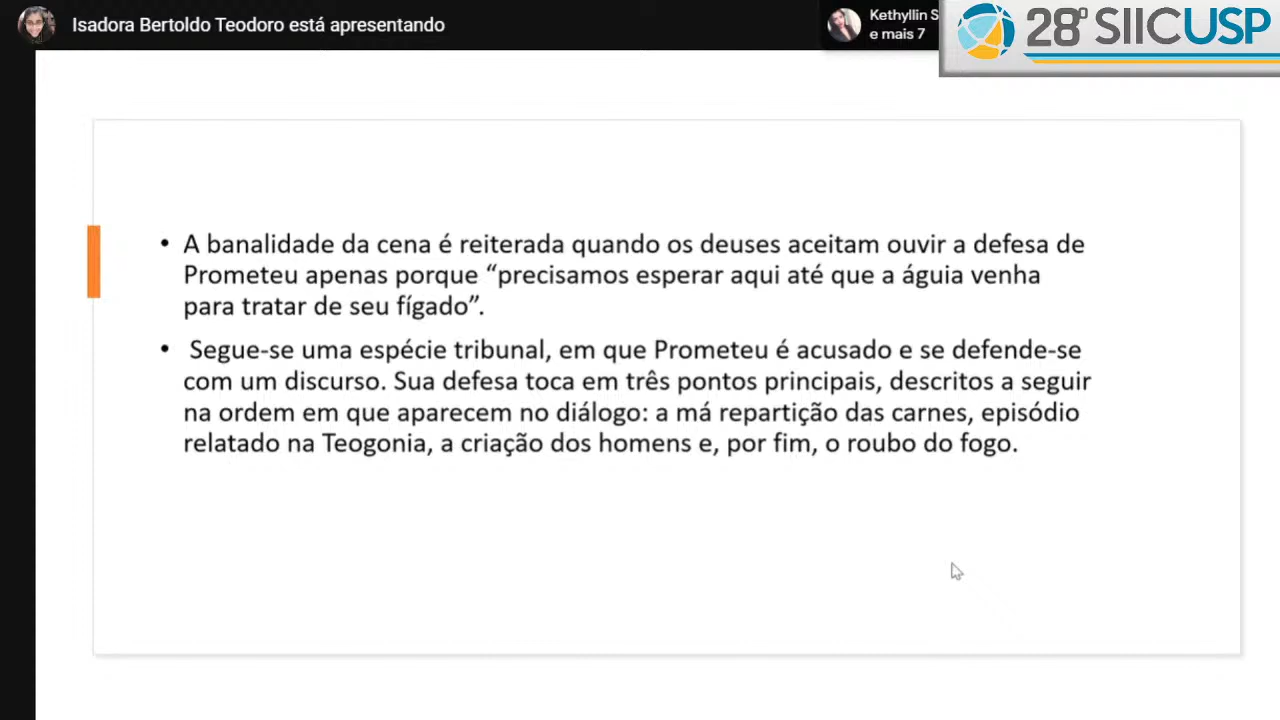 Isadora Bertoldo Teodoro está apresentando
Kethyllin S
e mais 7
28º SIICUSP
• A banalidade da cena é reiterada quando os deuses aceitam ouvir a defesa de
Prometeu apenas porque “precisamos esperar aqui até que a águia venha
para tratar de seu fígado”.
• Segue-se uma espécie tribunal, em que Prometeu é acusado e se defende-se
com um discurso. Sua defesa toca em três pontos principais, descritos a seguir
na ordem em que aparecem no diálogo: a má repartição das carnes, episódio
relatado na Teogonia, a criação dos homens e, por fim, o roubo do fogo.